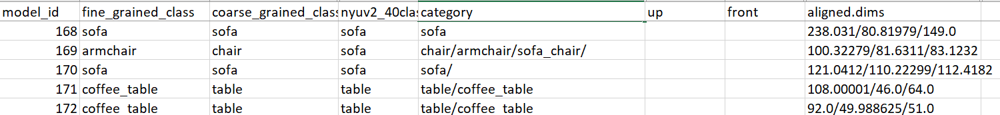 model_id fine_grained_class coarse_grained_class nyuv2_40clas category up front aligned.dims
168 sofa sofa sofa sofa 238.031/80.81979/149.0
169 armchair chair sofa chair/armchair/sofa_chair/ 100.32279/81.6311/83.1232
170 sofa sofa sofa sofa/ 121.0412/110.22299/112.4182
171 coffee_table table table table/coffee_table 108.00001/46.0/64.0
172 coffee_table table table table/coffee_table 92.0/49.988625/51.0